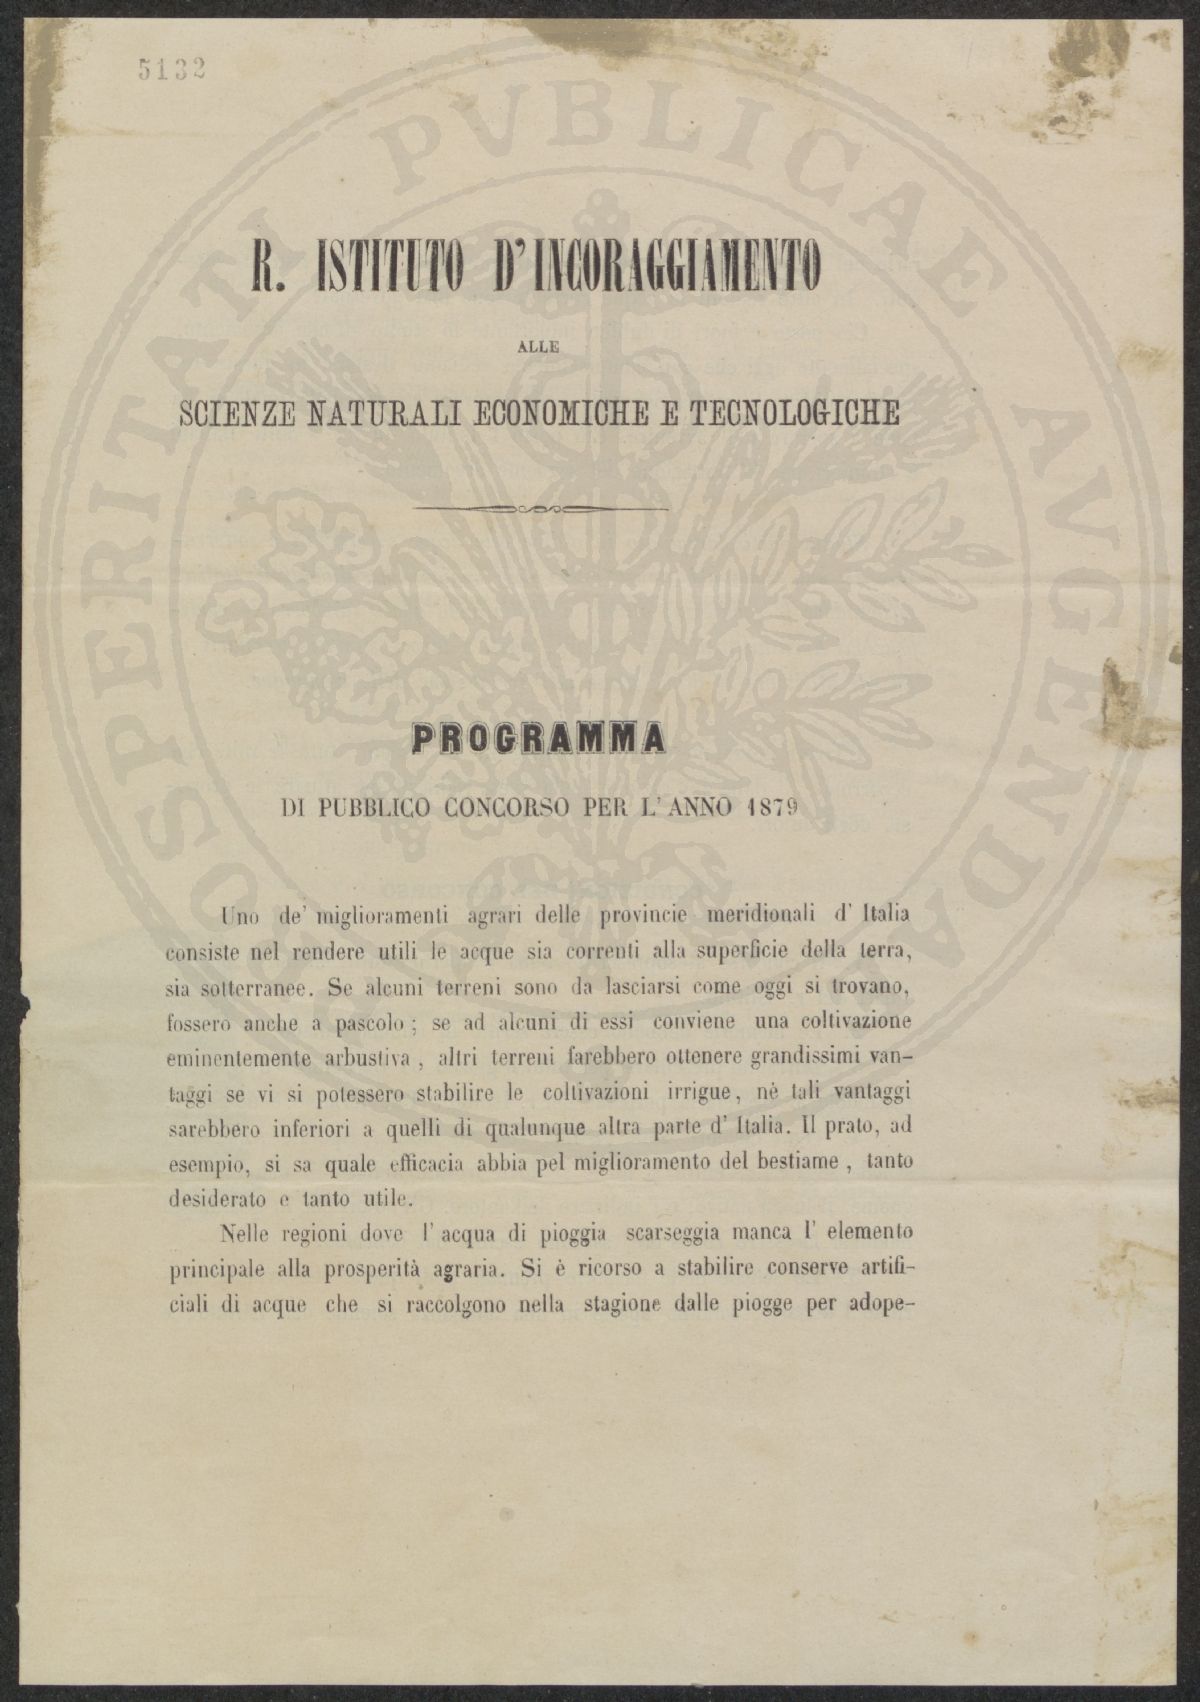 5132
PROSPERITATI PVBLICAE AVGENDAE
R. ISTITUTO D'INCORAGGIAMENTO
ALLE
SCIENZE NATURALI ECONOMICHE E TECNOLOGICHE
PROGRAMMA
DI PUBBLICO CONCORSO PER L'ANNO 1879
Uno de' miglioramenti agrari delle provincie meridionali d' Italia
consiste nel rendere utili le acque sia correnti alla superficie della terra,
sia sotterranee. Se alcuni terreni sono da lasciarsi come oggi si trovano,
fossero anche a pascolo; se ad alcuni di essi conviene una coltivazione
eminentemente arbustiva, altri terreni farebbero ottenere grandissimi van-
taggi se vi si potessero stabilire le coltivazioni irrigue, nè tali vantaggi
sarebbero inferiori a quelli di qualunque altra parte d' Italia. Il prato, ad
esempio, si sa quale efficacia abbia pel miglioramento del bestiame, tanto
desiderato e tanto utile.
Nelle regioni dove l' acqua di pioggia scarseggia manca l' elemento
principale alla prosperità agraria. Si è ricorso a stabilire conserve artifi-
ciali di acque che si raccolgono nella stagione dalle piogge per adope-